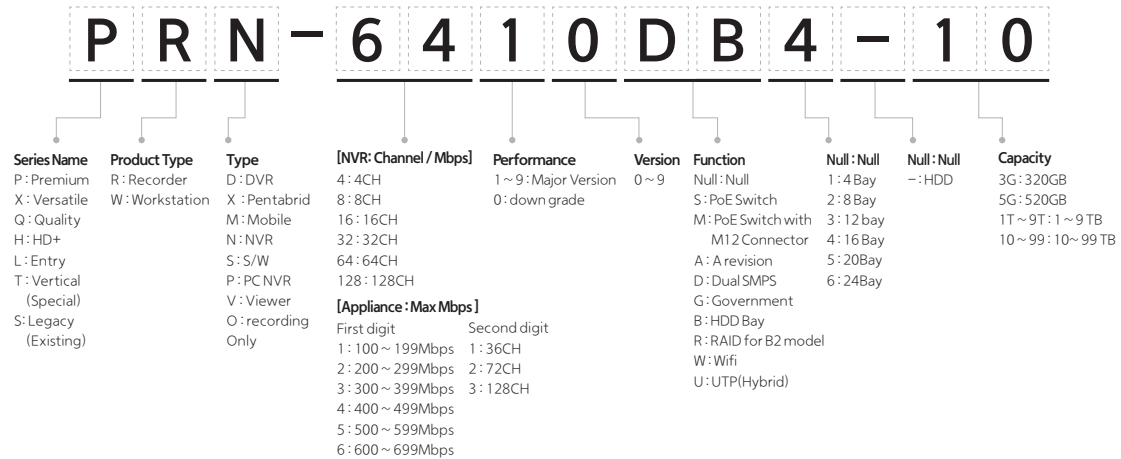 PRN-6410DB4-10
Series Name
P : Premium
X : Versatile
Q : Quality
H : HD+
L : Entry
T : Vertical
(Special)
S: Legacy
(Existing)
Product Type
R : Recorder
W : Workstation
Type
D : DVR
X : Pentabrid
M : Mobile
N : NVR
S : S/W
P : PC NVR
V : Viewer
O : recording
Only
[NVR: Channel / Mbps]
4 : 4CH
8 : 8CH
16 : 16CH
32 : 32CH
64 : 64CH
128 : 128CH
[Appliance : Max Mbps ]
First digit
1 : 100 ~ 199Mbps
2 : 200 ~ 299Mbps
3 : 300 ~ 399Mbps
4 : 400 ~ 499Mbps
5 : 500 ~ 599Mbps
6 : 600 ~ 699Mbps
Second digit
1 : 36CH
2 : 72CH
3 : 128CH
Performance
1 ~ 9 : Major Version
0 : down grade
Version
0 ~ 9
Function
Null : Null
S : PoE Switch
M : PoE Switch with
M12 Connector
A : A revision
D : Dual SMPS
G : Government
B : HDD Bay
R : RAID for B2 model
W : Wifi
U : UTP(Hybrid)
Null : Null
1 : 4 Bay
2 : 8 Bay
3 : 12 bay
4 : 16 Bay
5 : 20Bay
6 : 24Bay
Null : Null
– : HDD
Capacity
3G : 320GB
5G : 520GB
1T ~ 9T : 1 ~ 9 TB
10 ~ 99 : 10~ 99 TB